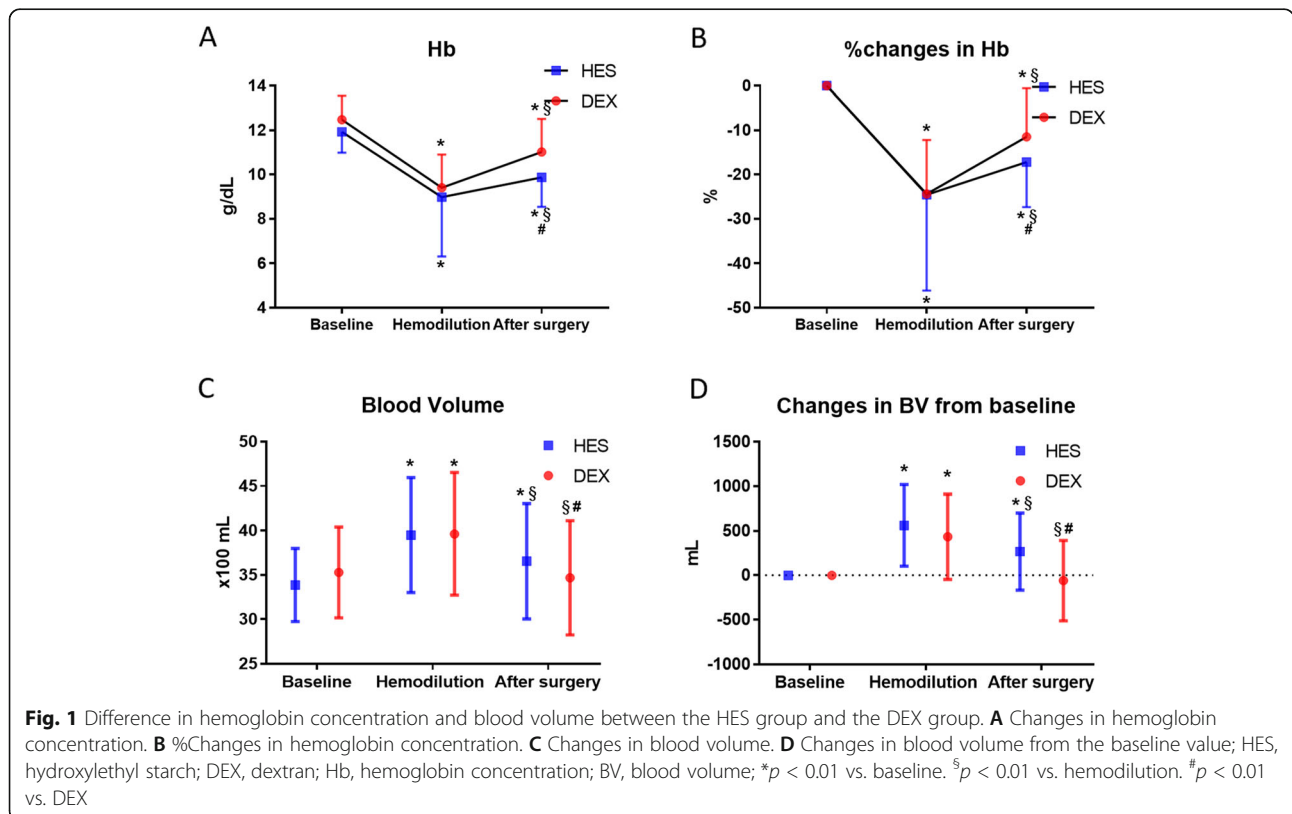 A
Hb
HES
DEX
g/dL
14
12
10
8
6
4
*
*
* §
* §
#
Baseline
Hemodilution
After surgery
B
%changes in Hb
HES
DEX
%
0
-10
-20
-30
-40
-50
*
*
* §
* §
#
Baseline
Hemodilution
After surgery
C
Blood Volume
HES
DEX
x100 mL
50
45
40
35
30
25
*
*
* §
§ #
Baseline
Hemodilution
After surgery
D
Changes in BV from baseline
HES
DEX
mL
1500
1000
500
0
-500
-1000
*
*
* §
§ #
Baseline
Hemodilution
After surgery
Fig. 1 Difference in hemoglobin concentration and blood volume between the HES group and the DEX group. A Changes in hemoglobin
concentration. B %Changes in hemoglobin concentration. C Changes in blood volume. D Changes in blood volume from the baseline value; HES,
hydroxylethyl starch; DEX, dextran; Hb, hemoglobin concentration; BV, blood volume; *p < 0.01 vs. baseline. §p < 0.01 vs. hemodilution. #p < 0.01
vs. DEX